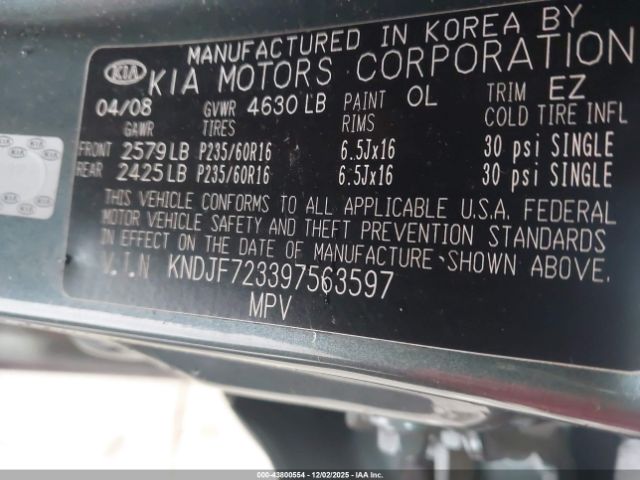 MANUFACTURED IN KOREA BY
KIA KIA MOTORS CORPORATION
04/08 GVWR 4630 LB PAINT OL TRIM EZ
GAWR TIRES RIMS COLD TIRE INFL
FRONT 2579 LB P235/60R16 6.5Jx16 30 psi SINGLE
REAR 2425 LB P235/60R16 6.5Jx16 30 psi SINGLE
THIS VEHICLE CONFORMS TO ALL APPLICABLE U.S.A. FEDERAL
MOTOR VEHICLE SAFETY AND THEFT PREVENTION STANDARDS
IN EFFECT ON THE DATE OF MANUFACTURE SHOWN ABOVE.
V.I.N KNDJF723397563597
MPV
000-43800554 * 12/02/2025 * IAA Inc.